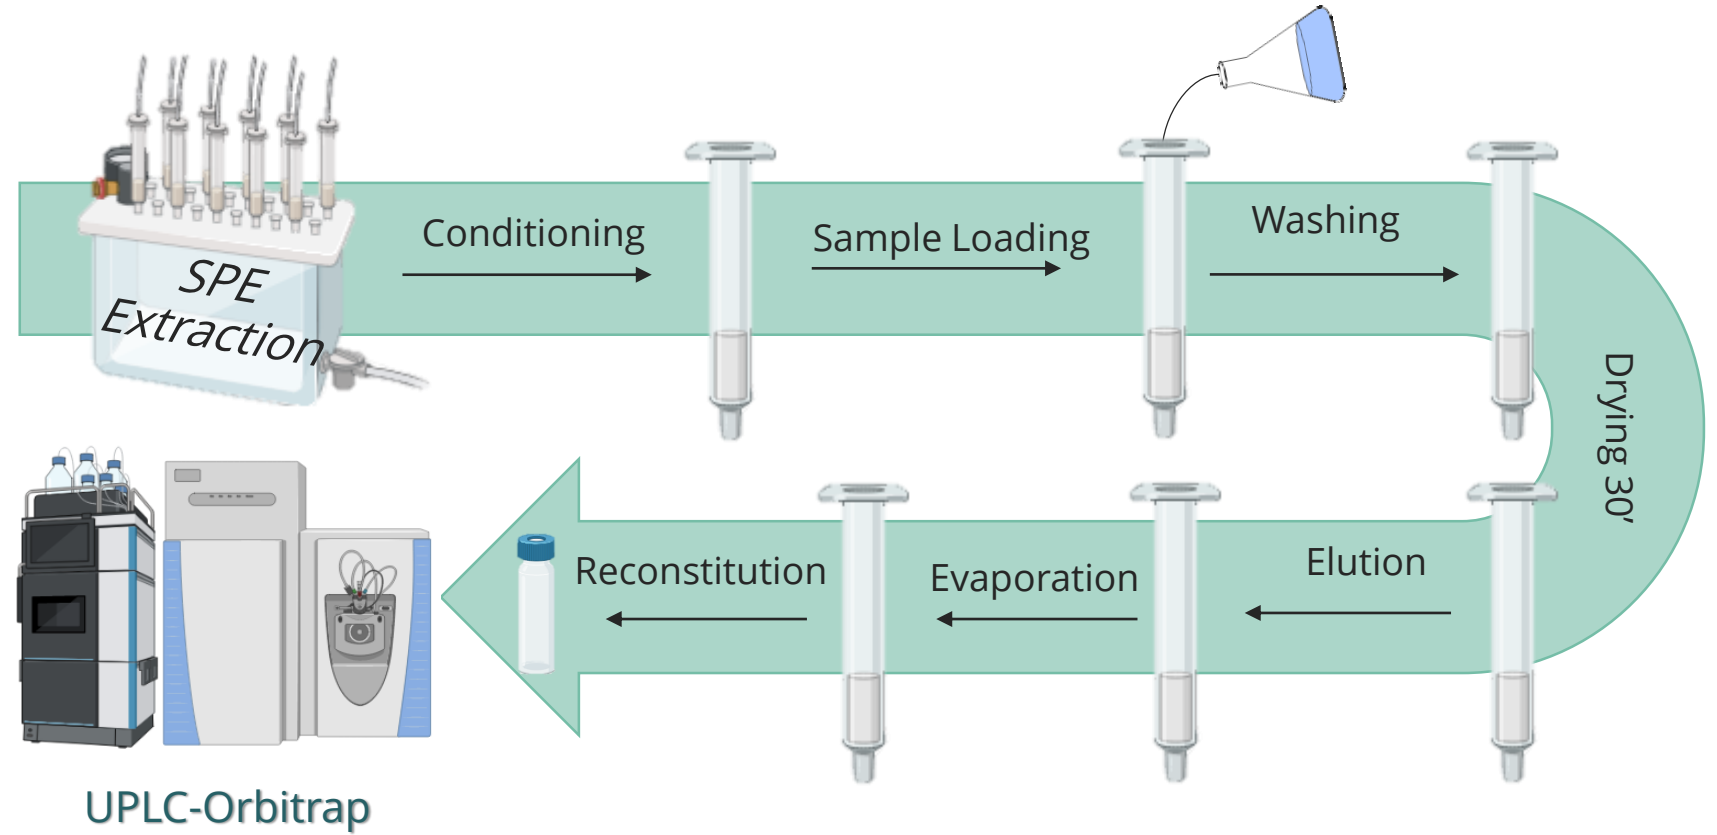 SPE
Extraction
Conditioning
Sample Loading
Washing
Drying 30’
Elution
Evaporation
Reconstitution
UPLC-Orbitrap